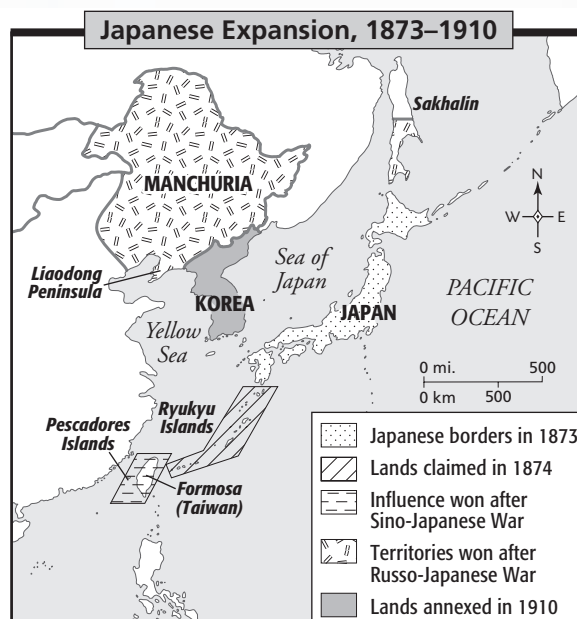 Japanese Expansion, 1873–1910
Sakhalin
MANCHURIA
N
W
E
S
Liaodong
Peninsula
KOREA
Sea of
Japan
JAPAN
PACIFIC
OCEAN
Yellow
Sea
0 mi.
500
0 km
500
Ryukyu
Islands
Pescadores
Islands
Formosa
(Taiwan)
Japanese borders in 1873
Lands claimed in 1874
Influence won after
Sino-Japanese War
Territories won after
Russo-Japanese War
Lands annexed in 1910